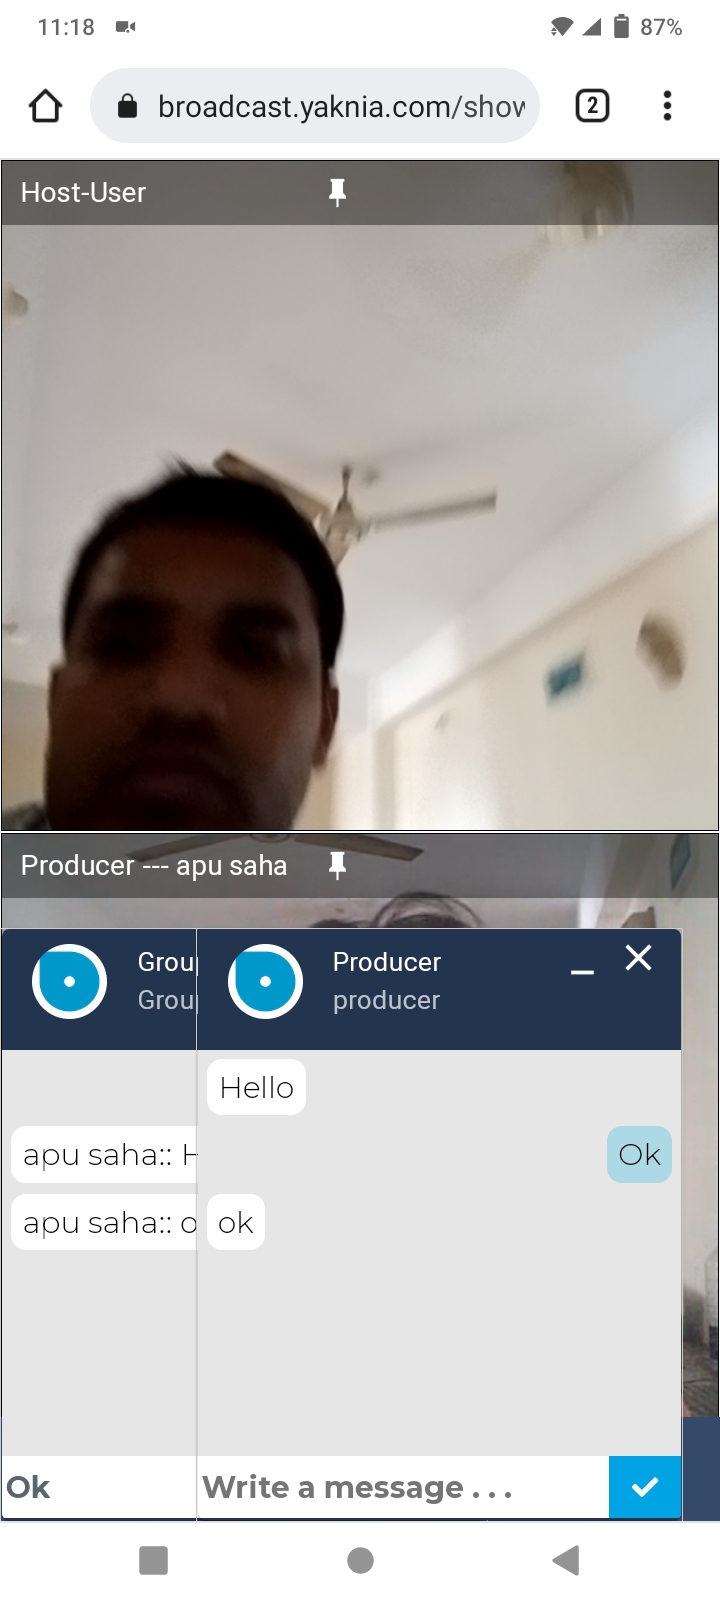 11:18
87%
broadcast.yaknia.com/show
2
Host-User
Producer --- apu saha
Grou
Grou
apu saha:: H
apu saha:: o
Ok
Producer
producer
Hello
Ok
ok
Write a message . . .